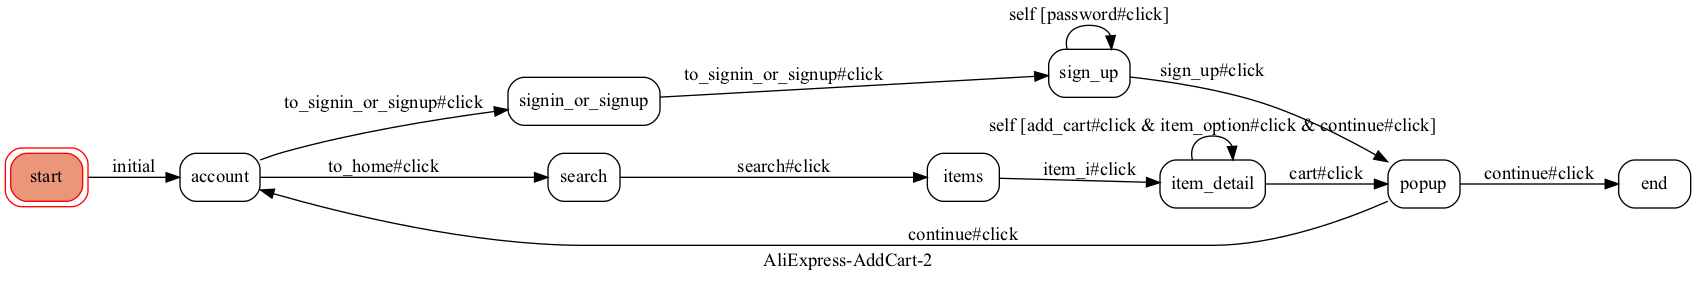 self [password#click]
sign_up
sign_up#click
to_signin_or_signup#click
to_signin_or_signup#click
signin_or_signup
self [add_cart#click & item_option#click & continue#click]
start
initial
account
to_home#click
search
search#click
items
item_i#click
item_detail
cart#click
popup
continue#click
end
continue#click
AliExpress-AddCart-2